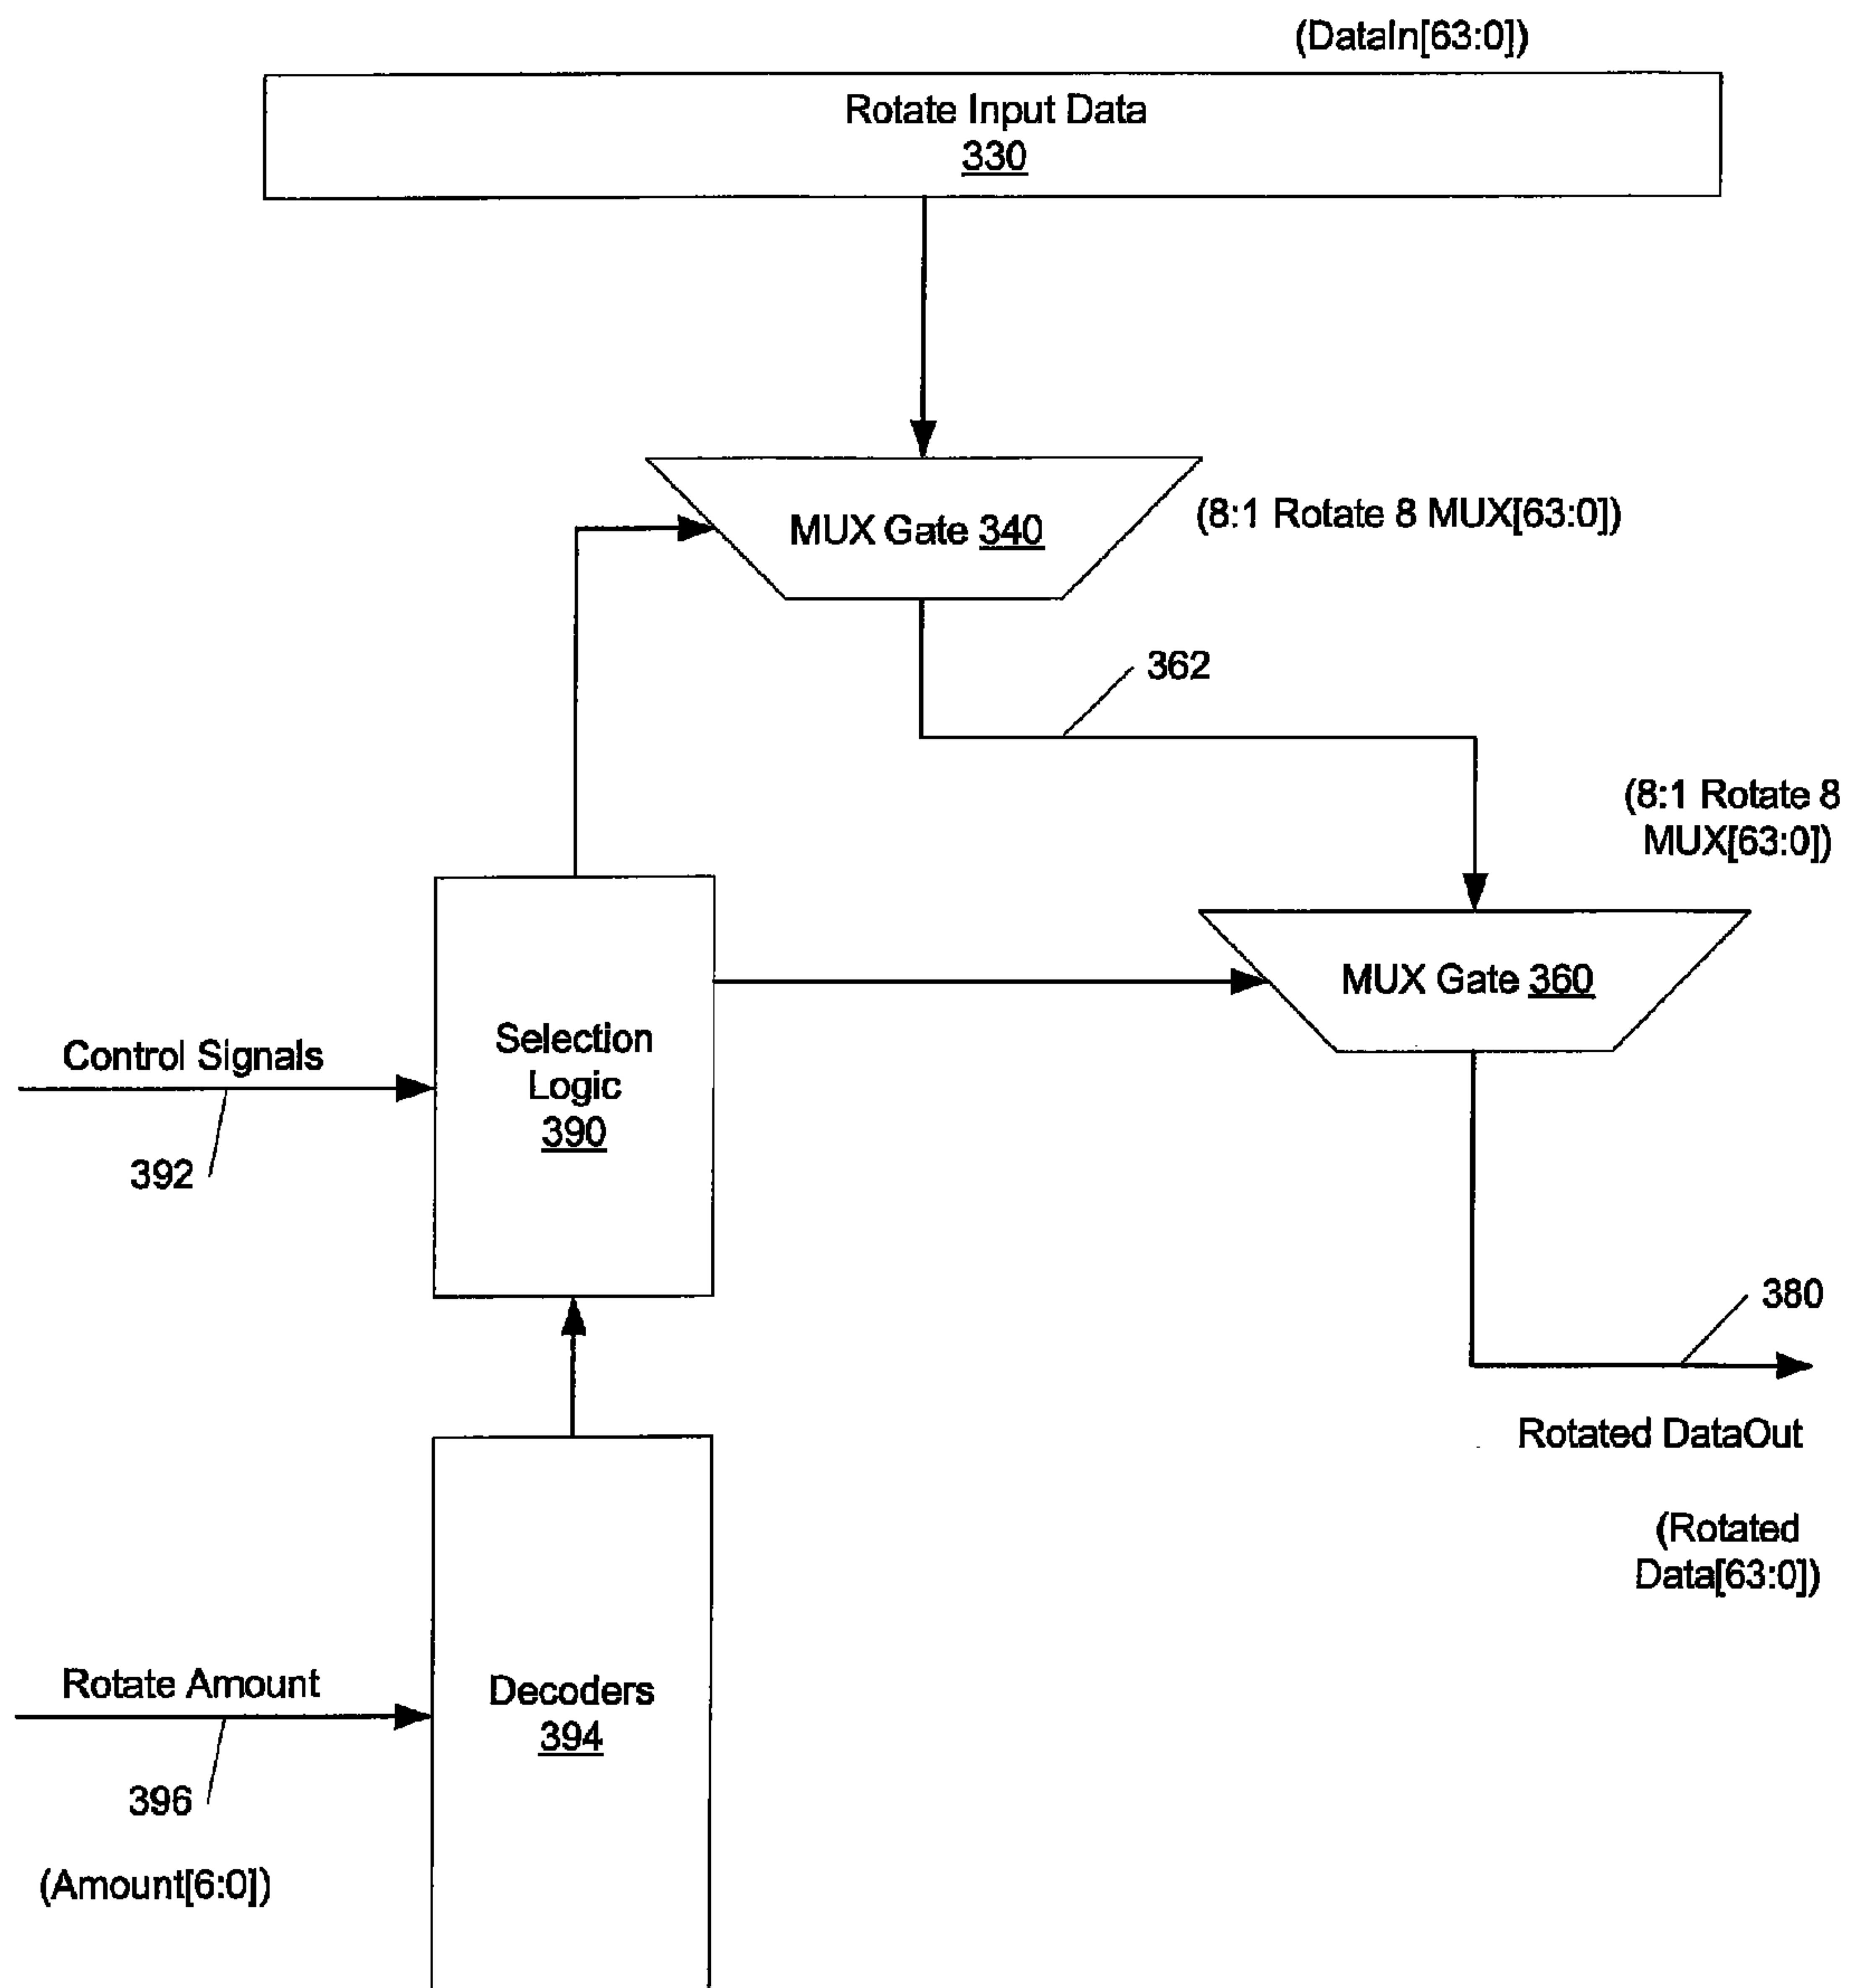 (DataIn[63:0])
Rotate Input Data
330
MUX Gate 340
(8:1 Rotate 8 MUX[63:0])
362
(8:1 Rotate 8
MUX[63:0])
MUX Gate 360
Control Signals
392
Selection
Logic
390
380
Rotated DataOut
(Rotated
Data[63:0])
Rotate Amount
396
(Amount[6:0])
Decoders
394